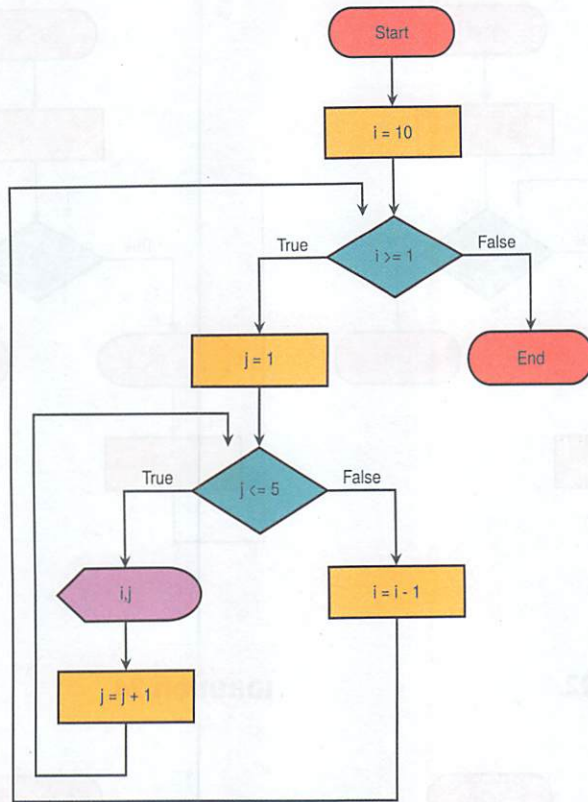 Start
i = 10
i >= 1
True
False
j = 1
End
j <= 5
True
False
i,j
i = i - 1
j = j + 1